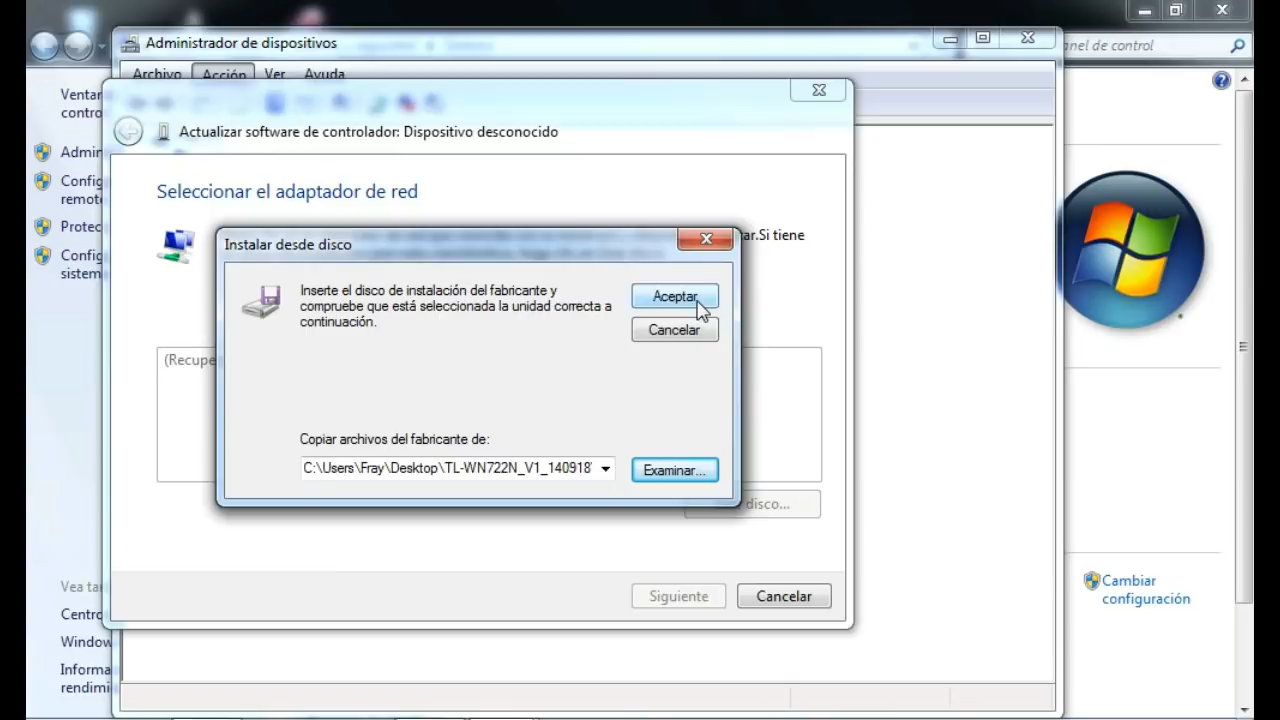 Administrador de dispositivos
nel de control
Archivo Acción Ver Ayuda
Actualizar software de controlador: Dispositivo desconocido
Seleccionar el adaptador de red
ar.Si tiene
Instalar desde disco
Inserte el disco de instalación del fabricante y
compruebe que está seleccionada la unidad correcta a
continuación.
Aceptar
Cancelar
(Recupe
Copiar archivos del fabricante de:
C:\Users\Fray\Desktop\TL-WN722N_V1_140918
Examinar...
disco...
Siguiente
Cancelar
Ventan
contro
Admin
Config
remot
Protec
Config
sistem
Vea ta
Centro
Window
Informa
rendimi
Cambiar
configuración